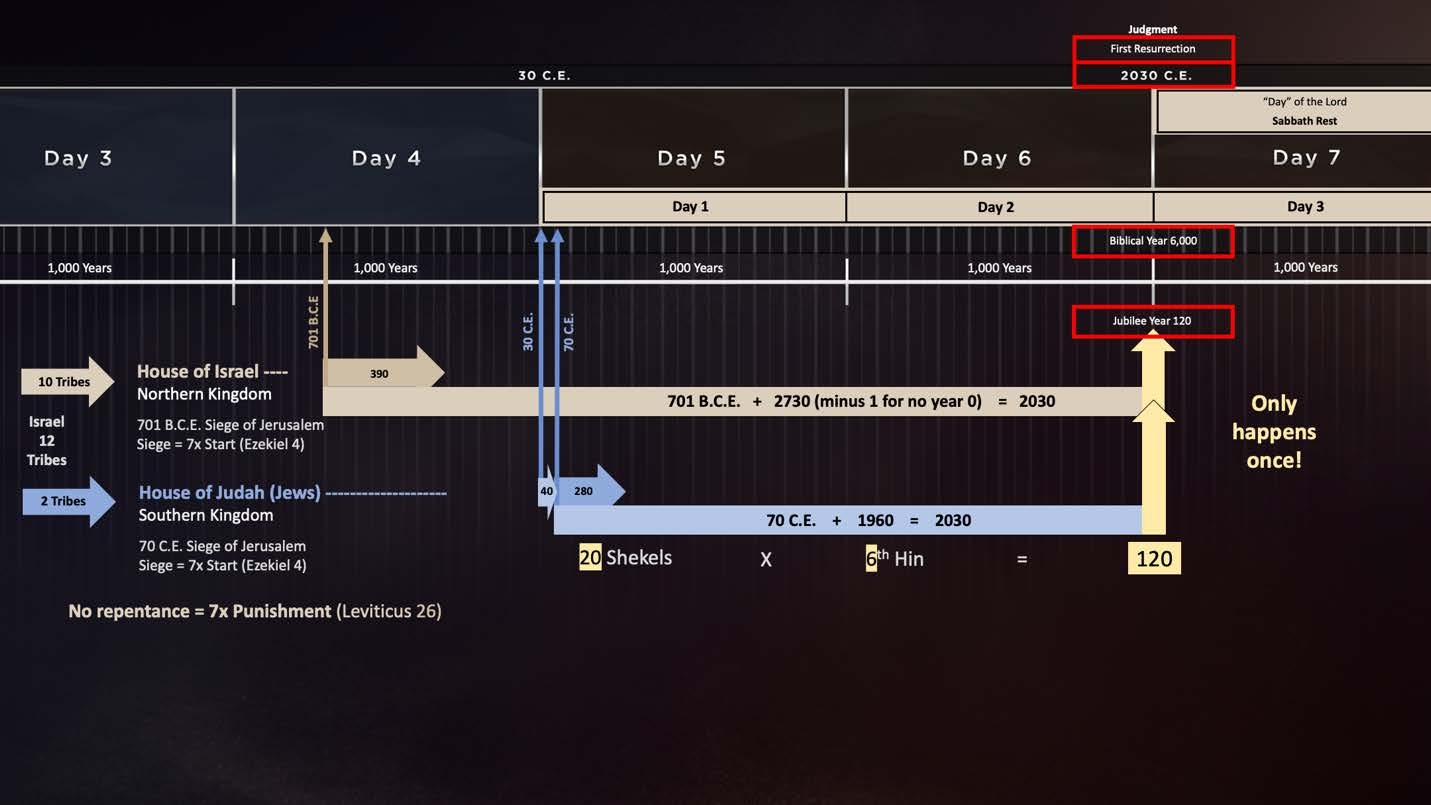 Judgment
First Resurrection
30 C.E.
2030 C.E.
"Day" of the Lord
Sabbath Rest
Day 3
Day 4
Day 5
Day 6
Day 7
Day 1
Day 2
Day 3
Biblical Year 6,000
1,000 Years
1,000 Years
1,000 Years
1,000 Years
1,000 Years
701 B.C.E
30 C.E.
70 C.E.
Jubilee Year 120
10 Tribes
House of Israel ----
Northern Kingdom
390
701 B.C.E. + 2730 (minus 1 for no year 0) = 2030
701 B.C.E. Siege of Jerusalem
Siege = 7x Start (Ezekiel 4)
Israel
12
Tribes
Only
happens
once!
2 Tribes
House of Judah (Jews) --------------------
Southern Kingdom
40
280
70 C.E. + 1960 = 2030
70 C.E. Siege of Jerusalem
Siege = 7x Start (Ezekiel 4)
20 Shekels X 6th Hin = 120
No repentance = 7x Punishment (Leviticus 26)